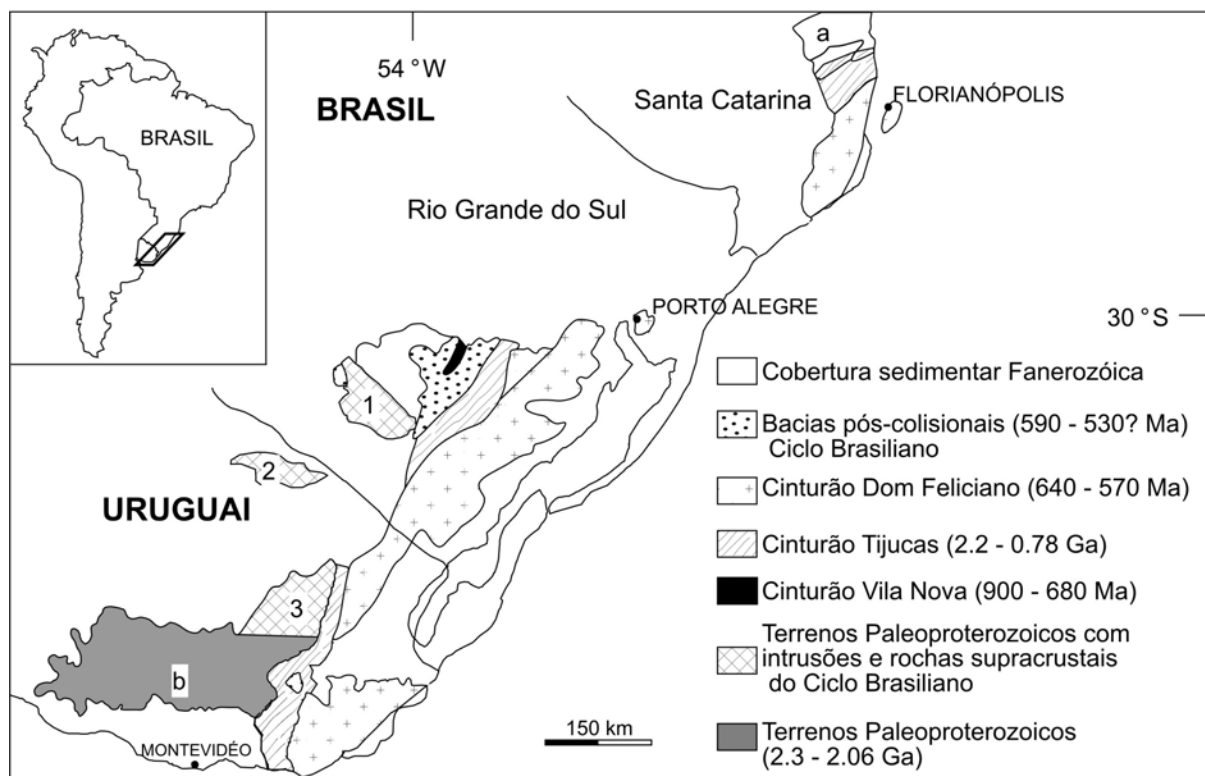 BRASIL
54 °W
BRASIL
a
Santa Catarina
FLORIANÓPOLIS
Rio Grande do Sul
PORTO ALEGRE
30 °S
1
2
URUGUAI
3
b
MONTEVIDÉO
150 km
Cobertura sedimentar Fanerozóica
Bacias pós-colisionais (590 - 530? Ma)
Ciclo Brasiliano
Cinturão Dom Feliciano (640 - 570 Ma)
Cinturão Tijucas (2.2 - 0.78 Ga)
Cinturão Vila Nova (900 - 680 Ma)
Terrenos Paleoproterozoicos com
intrusões e rochas supracrustais
do Ciclo Brasiliano
Terrenos Paleoproterozoicos
(2.3 - 2.06 Ga)